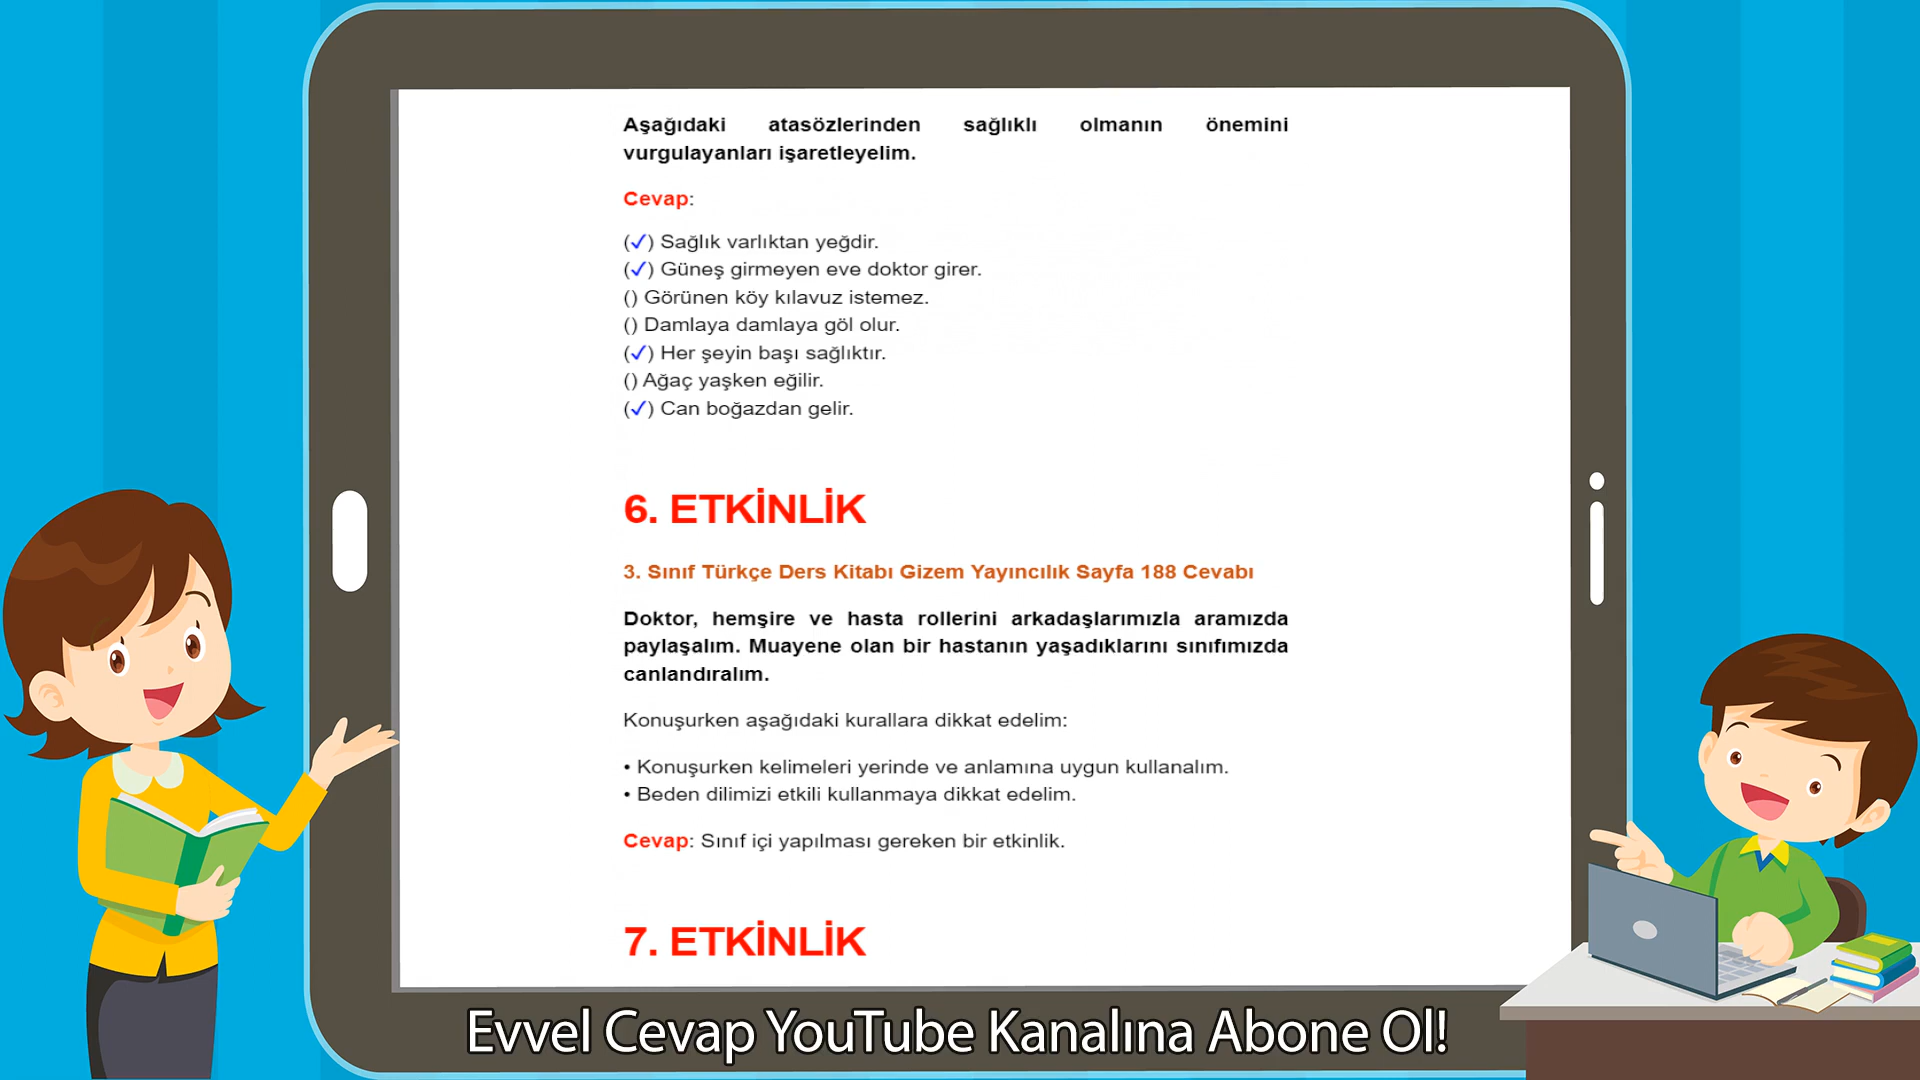 Aşağıdaki atasözlerinden sağlıklı olmanın önemini
vurgulayanları işaretleyelim.
Cevap:
(✓) Sağlık varlıktan yeğdir.
(✓) Güneş girmeyen eve doktor girer.
() Görünen köy kılavuz istemez.
() Damlaya damlaya göl olur.
(✓) Her şeyin başı sağlıktır.
() Ağaç yaşken eğilir.
(✓) Can boğazdan gelir.
6. ETKİNLİK
3. Sınıf Türkçe Ders Kitabı Gizem Yayıncılık Sayfa 188 Cevabı
Doktor, hemşire ve hasta rollerini arkadaşlarımızla aramızda
paylaşalım. Muayene olan bir hastanın yaşadıklarını sınıfımızda
canlandıralım.
Konuşurken aşağıdaki kurallara dikkat edelim:
• Konuşurken kelimeleri yerinde ve anlamına uygun kullanalım.
• Beden dilimizi etkili kullanmaya dikkat edelim.
Cevap: Sınıf içi yapılması gereken bir etkinlik.
7. ETKİNLİK
Evvel Cevap YouTube Kanalına Abone Ol!